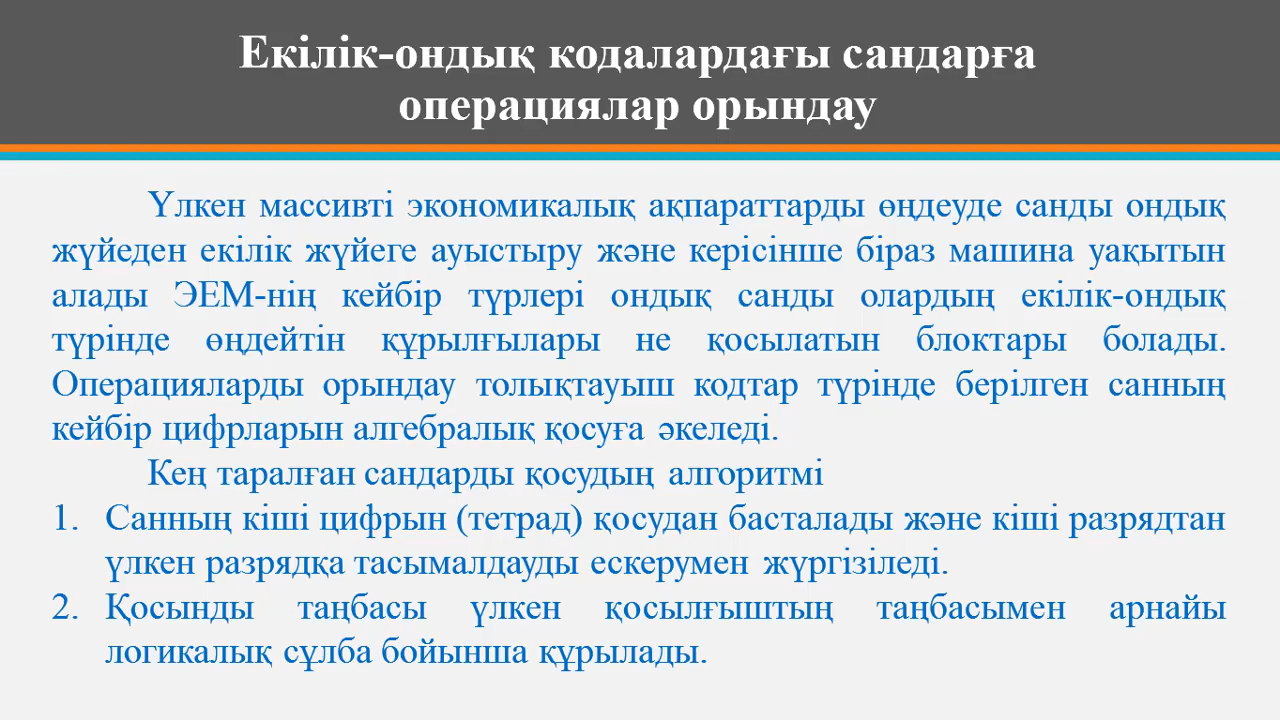 Екілік-ондық кодалардағы сандарға
операциялар орындау
Үлкен массивті экономикалық ақпараттарды өңдеуде санды ондық
жүйеден екілік жүйеге ауыстыру және керісінше біраз машина уақытын
алады ЭЕМ-нің кейбір түрлері ондық санды олардың екілік-ондық
түрінде өңдейтін құрылғылары не қосылатын блоктары болады.
Операцияларды орындау толықтауыш кодтар түрінде берілген санның
кейбір цифрларын алгебралық қосуға әкеледі.
Кең таралған сандарды қосудың алгоритмі
1. Санның кіші цифрын (тетрад) қосудан басталады және кіші разрядтан
үлкен разрядқа тасымалдауды ескерумен жүргізіледі.
2. Қосынды таңбасы үлкен қосылғыштың таңбасымен арнайы
логикалық сұлба бойынша құрылады.